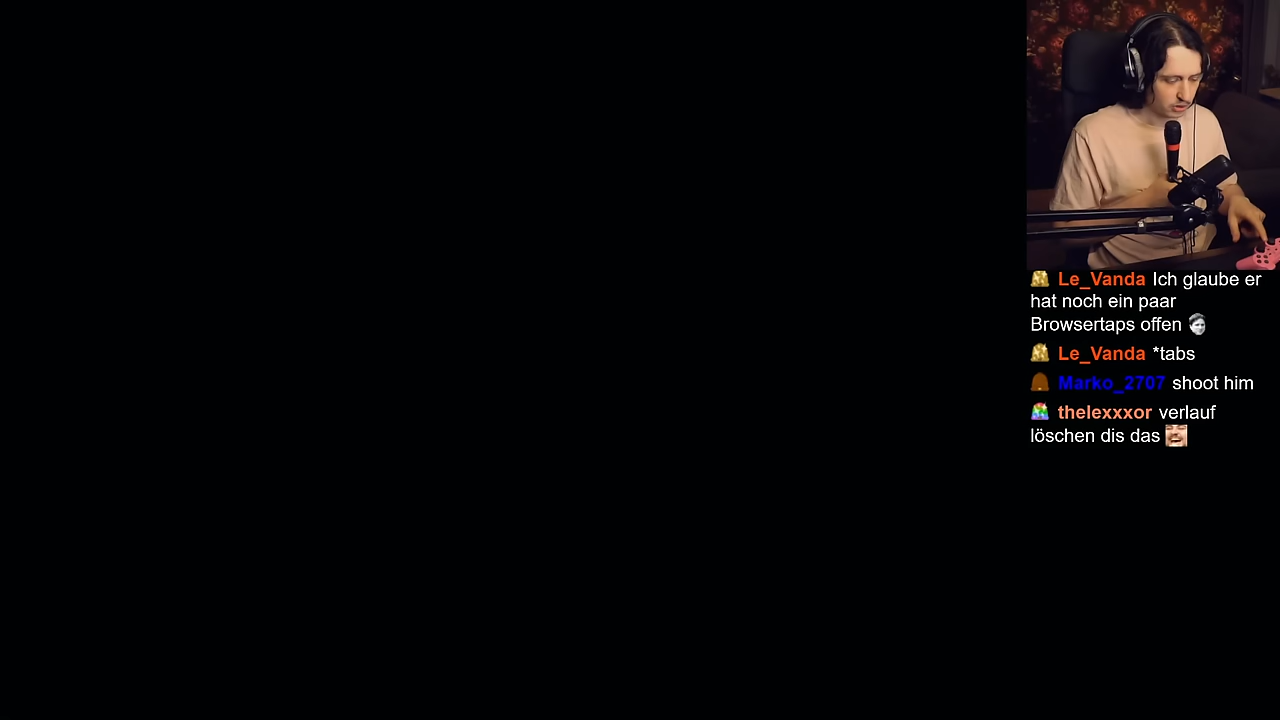 Le_Vanda Ich glaube er
hat noch ein paar
Browsertaps offen
Le_Vanda *tabs
Marko_2707 shoot him
thelexxxor verlauf
löschen dis das